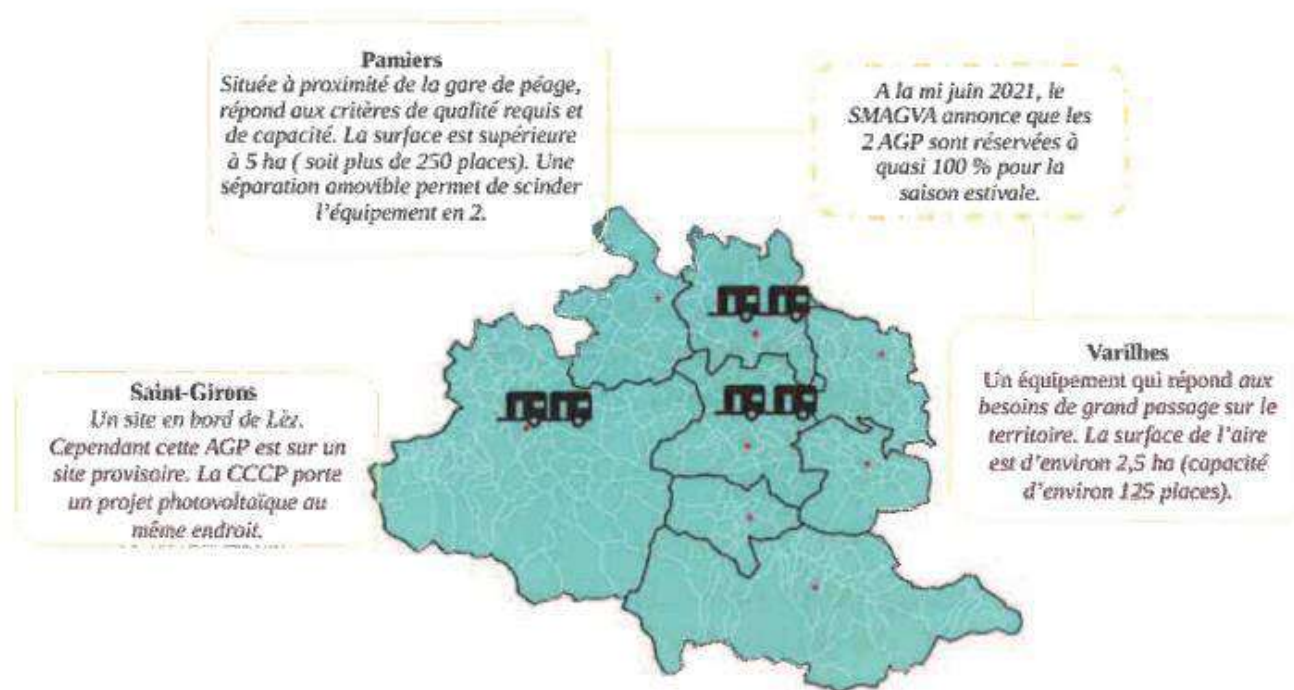 Pamiers
Située à proximité de la gare de péage,
répond aux critères de qualité requis et
de capacité. La surface est supérieure
à 5 ha ( soit plus de 250 places). Une
séparation amovible permet de scinder
l'équipement en 2.
A la mi juin 2021, le
SMAGVA annonce que les
2 AGP sont réservées à
quasi 100 % pour la
saison estivale.
Saint-Girons
Un site en bord de Lèz.
Cependant cette AGP est sur un
site provisoire. La CCCP porte
un projet photovoltaïque au
même endroit.
Varilhes
Un équipement qui répond aux
besoins de grand passage sur le
territoire. La surface de l'aire
est d'environ 2,5 ha (capacité
d'environ 125 places).